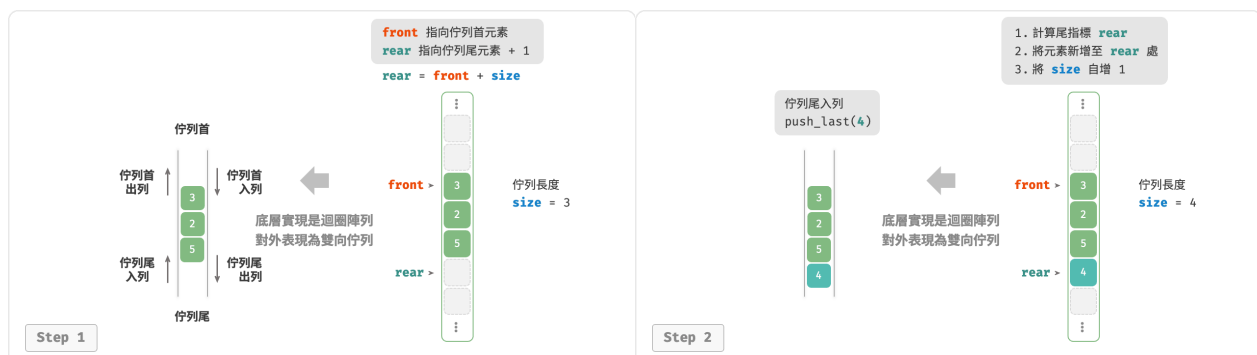 front 指向佇列首元素
rear 指向佇列尾元素 + 1
rear = front + size
佇列首
佇列首
出列
佇列首
入列
3
2
5
佇列尾
入列
佇列尾
出列
佇列尾
底層實現是迴圈陣列
對外表現為雙向佇列
front
3
2
5
rear
佇列長度
size = 3
Step 1
1. 計算尾指標 rear
2. 將元素新增至 rear 處
3. 將 size 自增 1
佇列尾入列
push_last(4)
3
2
5
4
底層實現是迴圈陣列
對外表現為雙向佇列
front
3
2
5
rear
4
佇列長度
size = 4
Step 2